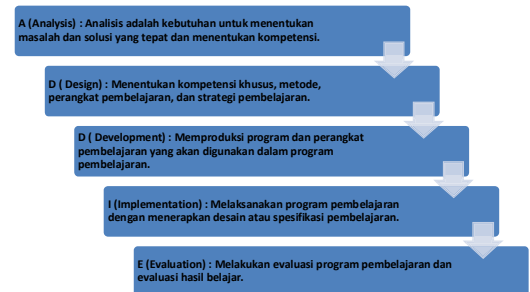 A (Analysis) : Analisis adalah kebutuhan untuk menentukan
masalah dan solusi yang tepat dan menentukan kompetensi.
D ( Design) : Menentukan kompetensi khusus, metode,
perangkat pembelajaran, dan strategi pembelajaran.
D ( Development) : Memproduksi program dan perangkat
pembelajaran yang akan digunakan dalam program
pembelajaran.
I (Implementation) : Melaksanakan program pembelajaran
dengan menerapkan desain atau spesifikasi pembelajaran.
E (Evaluation) : Melakukan evaluasi program pembelajaran dan
evaluasi hasil belajar.